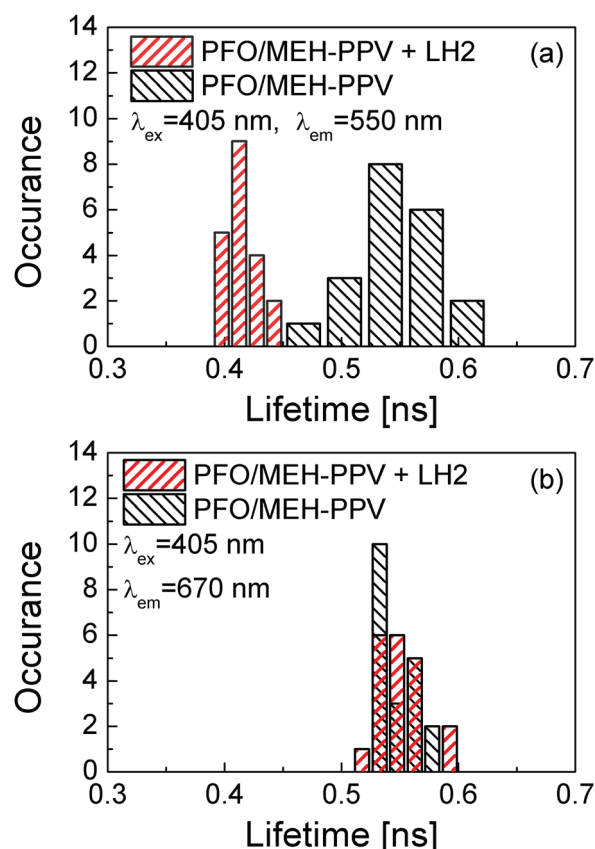 14
12
10
8
6
4
2
0
Occurance
PFO/MEH-PPV + LH2
(a)
PFO/MEH-PPV
λex=405 nm, λem=550 nm
0.3 0.4 0.5 0.6 0.7
Lifetime [ns]
14
12
10
8
6
4
2
0
Occurance
PFO/MEH-PPV + LH2
(b)
PFO/MEH-PPV
λex=405 nm
λem=670 nm
0.3 0.4 0.5 0.6 0.7
Lifetime [ns]